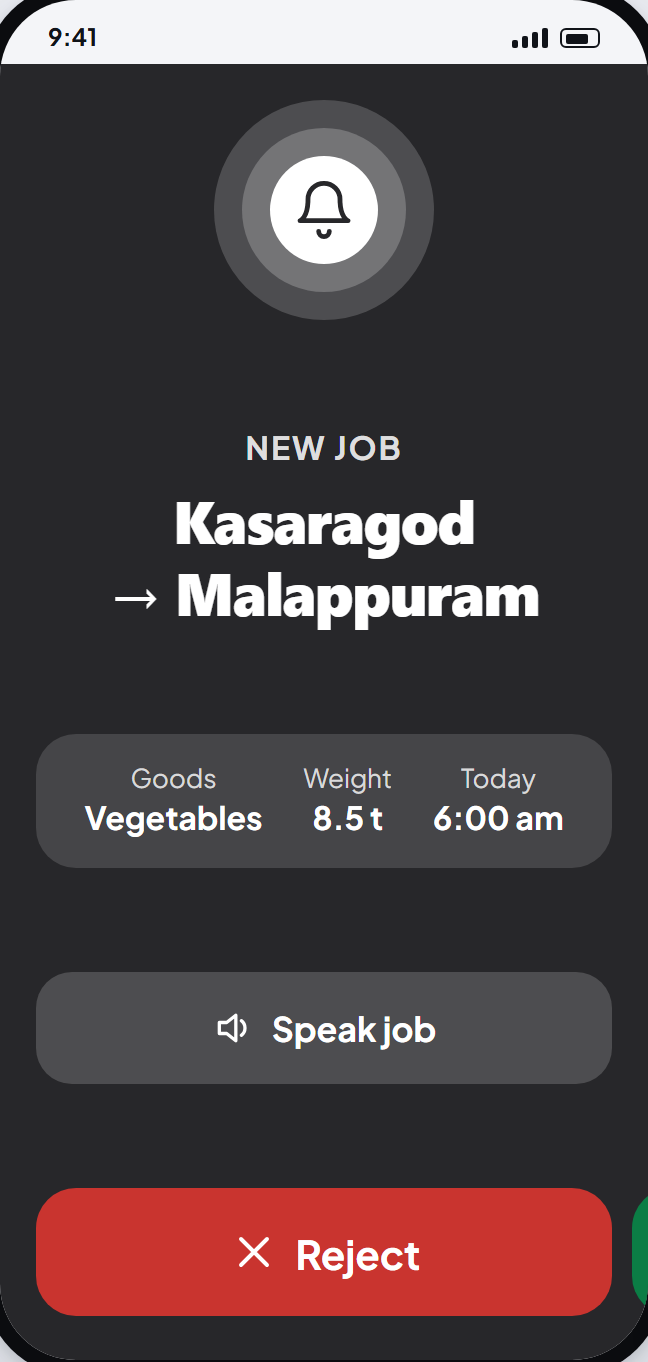 9:41
NEW JOB
Kasaragod
→ Malappuram
Goods Weight Today
Vegetables 8.5 t 6:00 am
Speak job
Reject